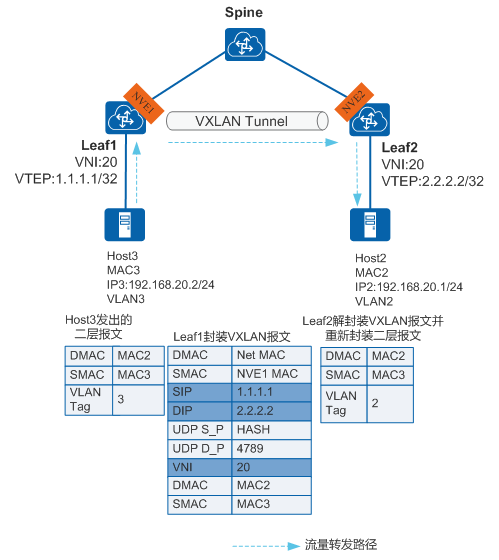 Spine
NVE1
NVE2
VXLAN Tunnel
Leaf1
VNI:20
VTEP:1.1.1.1/32
Leaf2
VNI:20
VTEP:2.2.2.2/32
Host3
MAC3
IP3:192.168.20.2/24
VLAN3
Host2
MAC2
IP2:192.168.20.1/24
VLAN2
Host3发出的
二层报文
DMAC MAC2
SMAC MAC3
VLAN
Tag 3
Leaf1封装VXLAN报文
DMAC Net MAC
SMAC NVE1 MAC
SIP 1.1.1.1
DIP 2.2.2.2
UDP S_P HASH
UDP D_P 4789
VNI 20
DMAC MAC2
SMAC MAC3
Leaf2解封装VXLAN报文并
重新封装二层报文
DMAC MAC2
SMAC MAC3
VLAN
Tag 2
流量转发路径